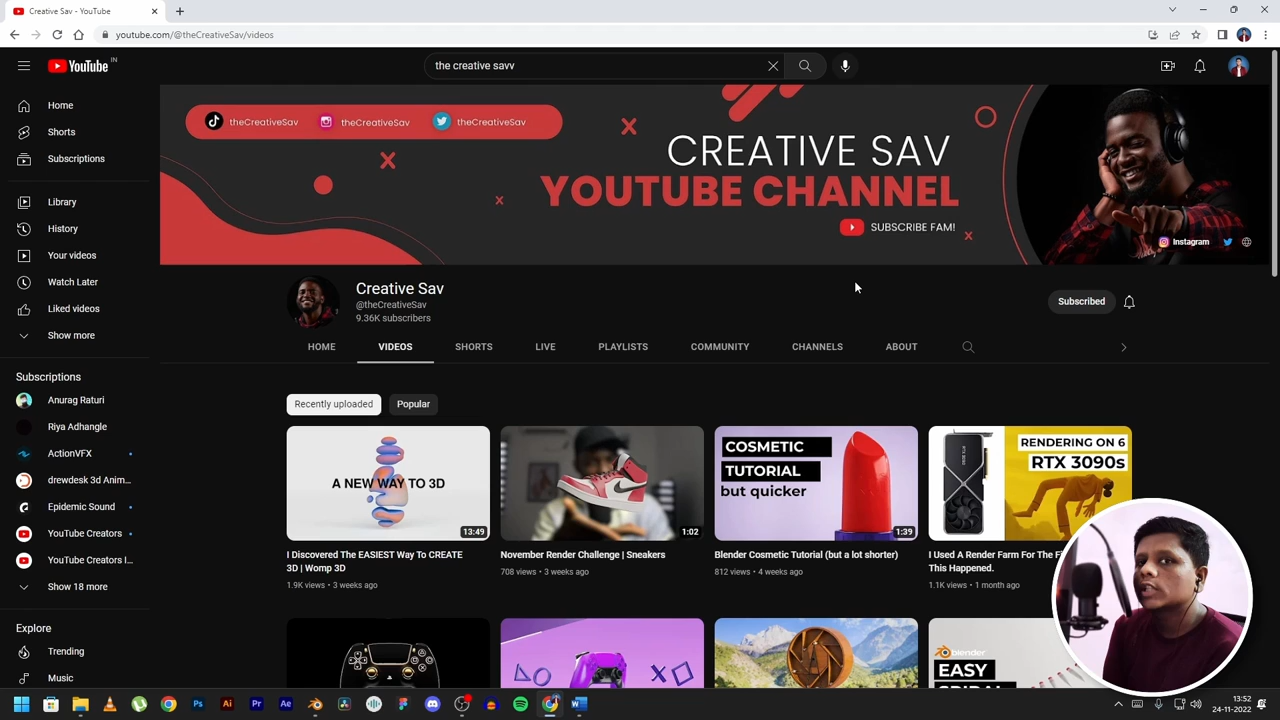 Creative Sav - YouTube
youtube.com/@theCreativeSav/videos
YouTube IN
the creative savv
Home
Shorts
Subscriptions
Library
History
Your videos
Watch Later
Liked videos
Show more
Subscriptions
Anurag Raturi
Riya Adhangle
ActionVFX
drewdesk 3d Anim...
Epidemic Sound
YouTube Creators
YouTube Creators I...
Show 18 more
Explore
Trending
Music
theCreativeSav theCreativeSav theCreativeSav
CREATIVE SAV
YOUTUBE CHANNEL
SUBSCRIBE FAM!
Instagram
Creative Sav
@theCreativeSav
9.36K subscribers
Subscribed
HOME VIDEOS SHORTS LIVE PLAYLISTS COMMUNITY CHANNELS ABOUT
Recently uploaded Popular
A NEW WAY TO 3D
13:49
I Discovered The EASIEST Way To CREATE
3D | Womp 3D
1.9K views • 3 weeks ago
1:02
November Render Challenge | Sneakers
708 views • 3 weeks ago
COSMETIC
TUTORIAL
but quicker
1:39
Blender Cosmetic Tutorial (but a lot shorter)
812 views • 4 weeks ago
RENDERING ON 6
RTX 3090s
I Used A Render Farm For The
This Happened.
1.1K views • 1 month ago
blender
EASY
Ps Ai Pr Ae
13:52
24-11-2022